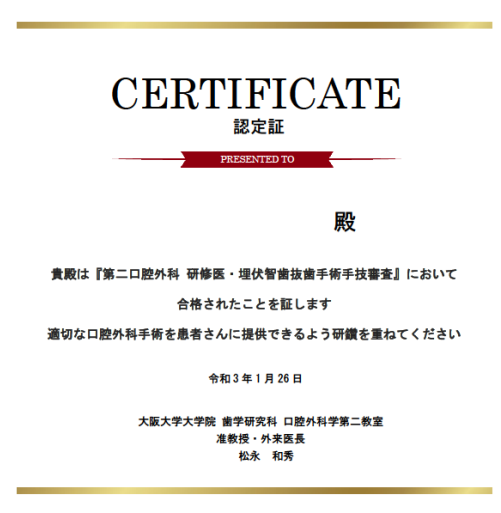 CERTIFICATE
認定証
PRESENTED TO
殿
貴殿は『第二口腔外科 研修医・埋伏智歯抜歯手術手技審査』において
合格されたことを証します
適切な口腔外科手術を患者さんに提供できるよう研鑽を重ねてください
令和3年1月26日
大阪大学大学院 歯学研究科 口腔外科学第二教室
准教授・外来医長
松永 和秀